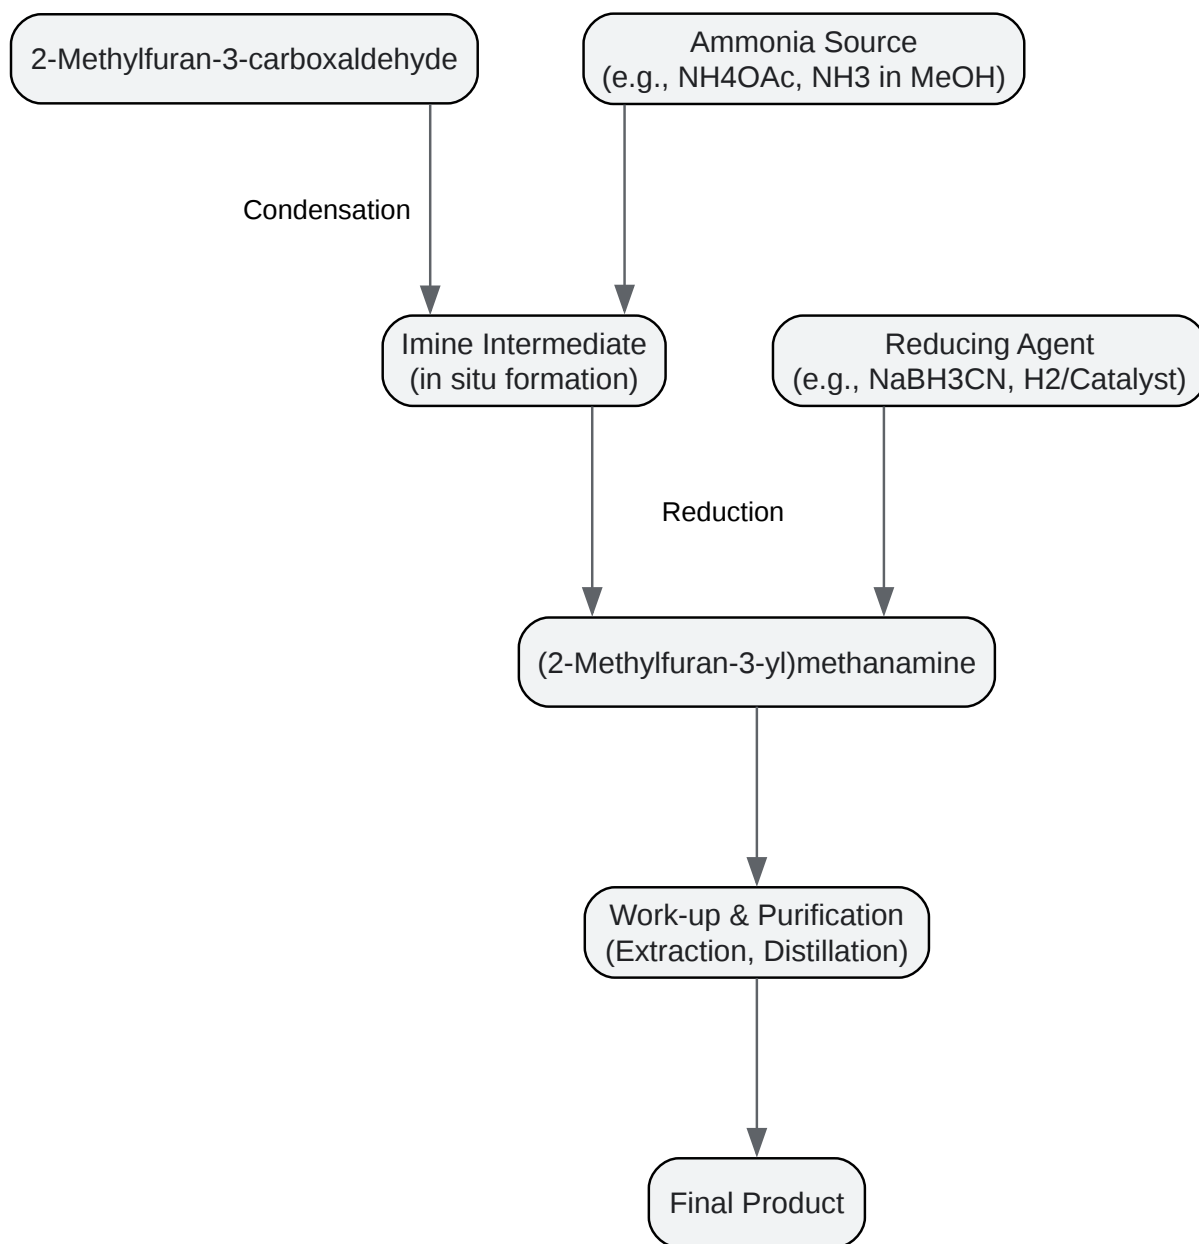 2-Methylfuran-3-carboxaldehyde
Ammonia Source
(e.g., NH4OAc, NH3 in MeOH)
Condensation
Imine Intermediate
(in situ formation)
Reducing Agent
(e.g., NaBH3CN, H2/Catalyst)
Reduction
(2-Methylfuran-3-yl)methanamine
Work-up & Purification
(Extraction, Distillation)
Final Product